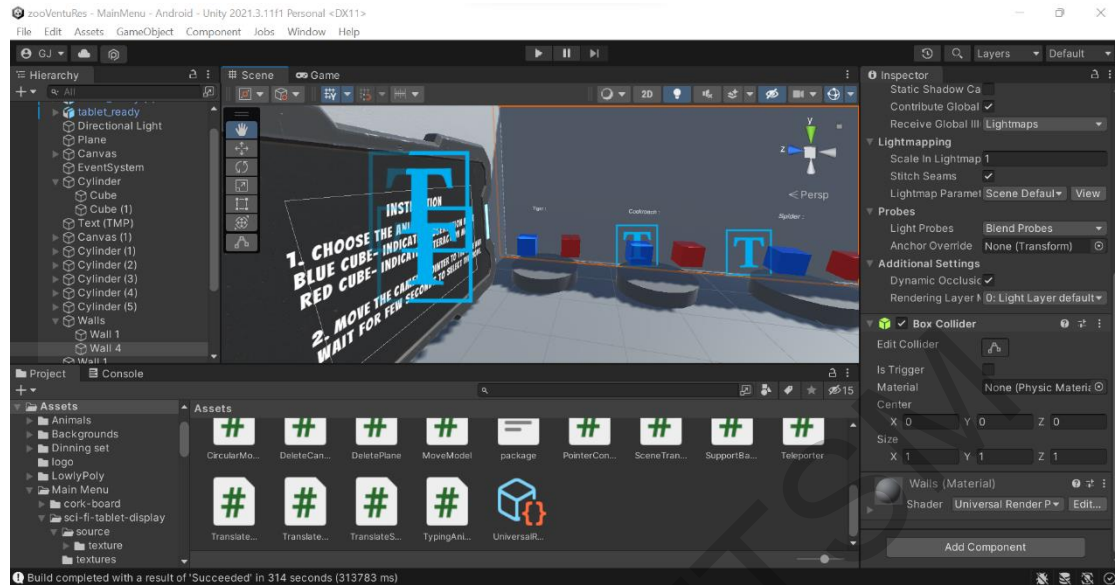 zooVentuRes - MainMenu - Android - Unity 2021.3.11f1 Personal <DX11>
File Edit Assets GameObject Component Jobs Window Help
GJ
Layers
Default
Hierarchy
All
tablet_ready
Directional Light
Plane
Canvas
EventSystem
Cylinder
Cube
Cube (1)
Text (TMP)
Canvas (1)
Cylinder (1)
Cylinder (2)
Cylinder (3)
Cylinder (4)
Cylinder (5)
Walls
Wall 1
Wall 4
Wall 1
Scene
Game
2D
y
z
Persp
1. CHOOSE THE
BLUE CUBE- INDICAT
RED CUBE- INDICAT
2. MOVE THE
WAIT FOR FEW SECONDS TO SELECT THE
Tiger :
Cockroach :
Spider :
T
T
T
T
Inspector
Static Shadow Ca
Contribute Global
Receive Global Ill Lightmaps
Lightmapping
Scale In Lightmap 1
Stitch Seams
Lightmap Paramet Scene Defaul View
Probes
Light Probes Blend Probes
Anchor Override None (Transform)
Additional Settings
Dynamic Occlusic
Rendering Layer M 0: Light Layer default
Box Collider
Edit Collider
Is Trigger
Material None (Physic Materia
Center
X 0 Y 0 Z 0
Size
X 1 Y 1 Z 1
Walls (Material)
Shader Universal Render P Edit...
Add Component
Project
Console
15
Assets
Animals
Backgrounds
Dinning set
logo
LowlyPoly
Main Menu
cork-board
sci-fi-tablet-display
source
texture
textures
Assets
CircularMo... DeleteCan... DeletePlane MoveModel package PointerCon... SceneTran... SupportBa... Teleporter
Translate... Translate... TranslateS... TypingAni... UniversalR...
Build completed with a result of 'Succeeded' in 314 seconds (313783 ms)